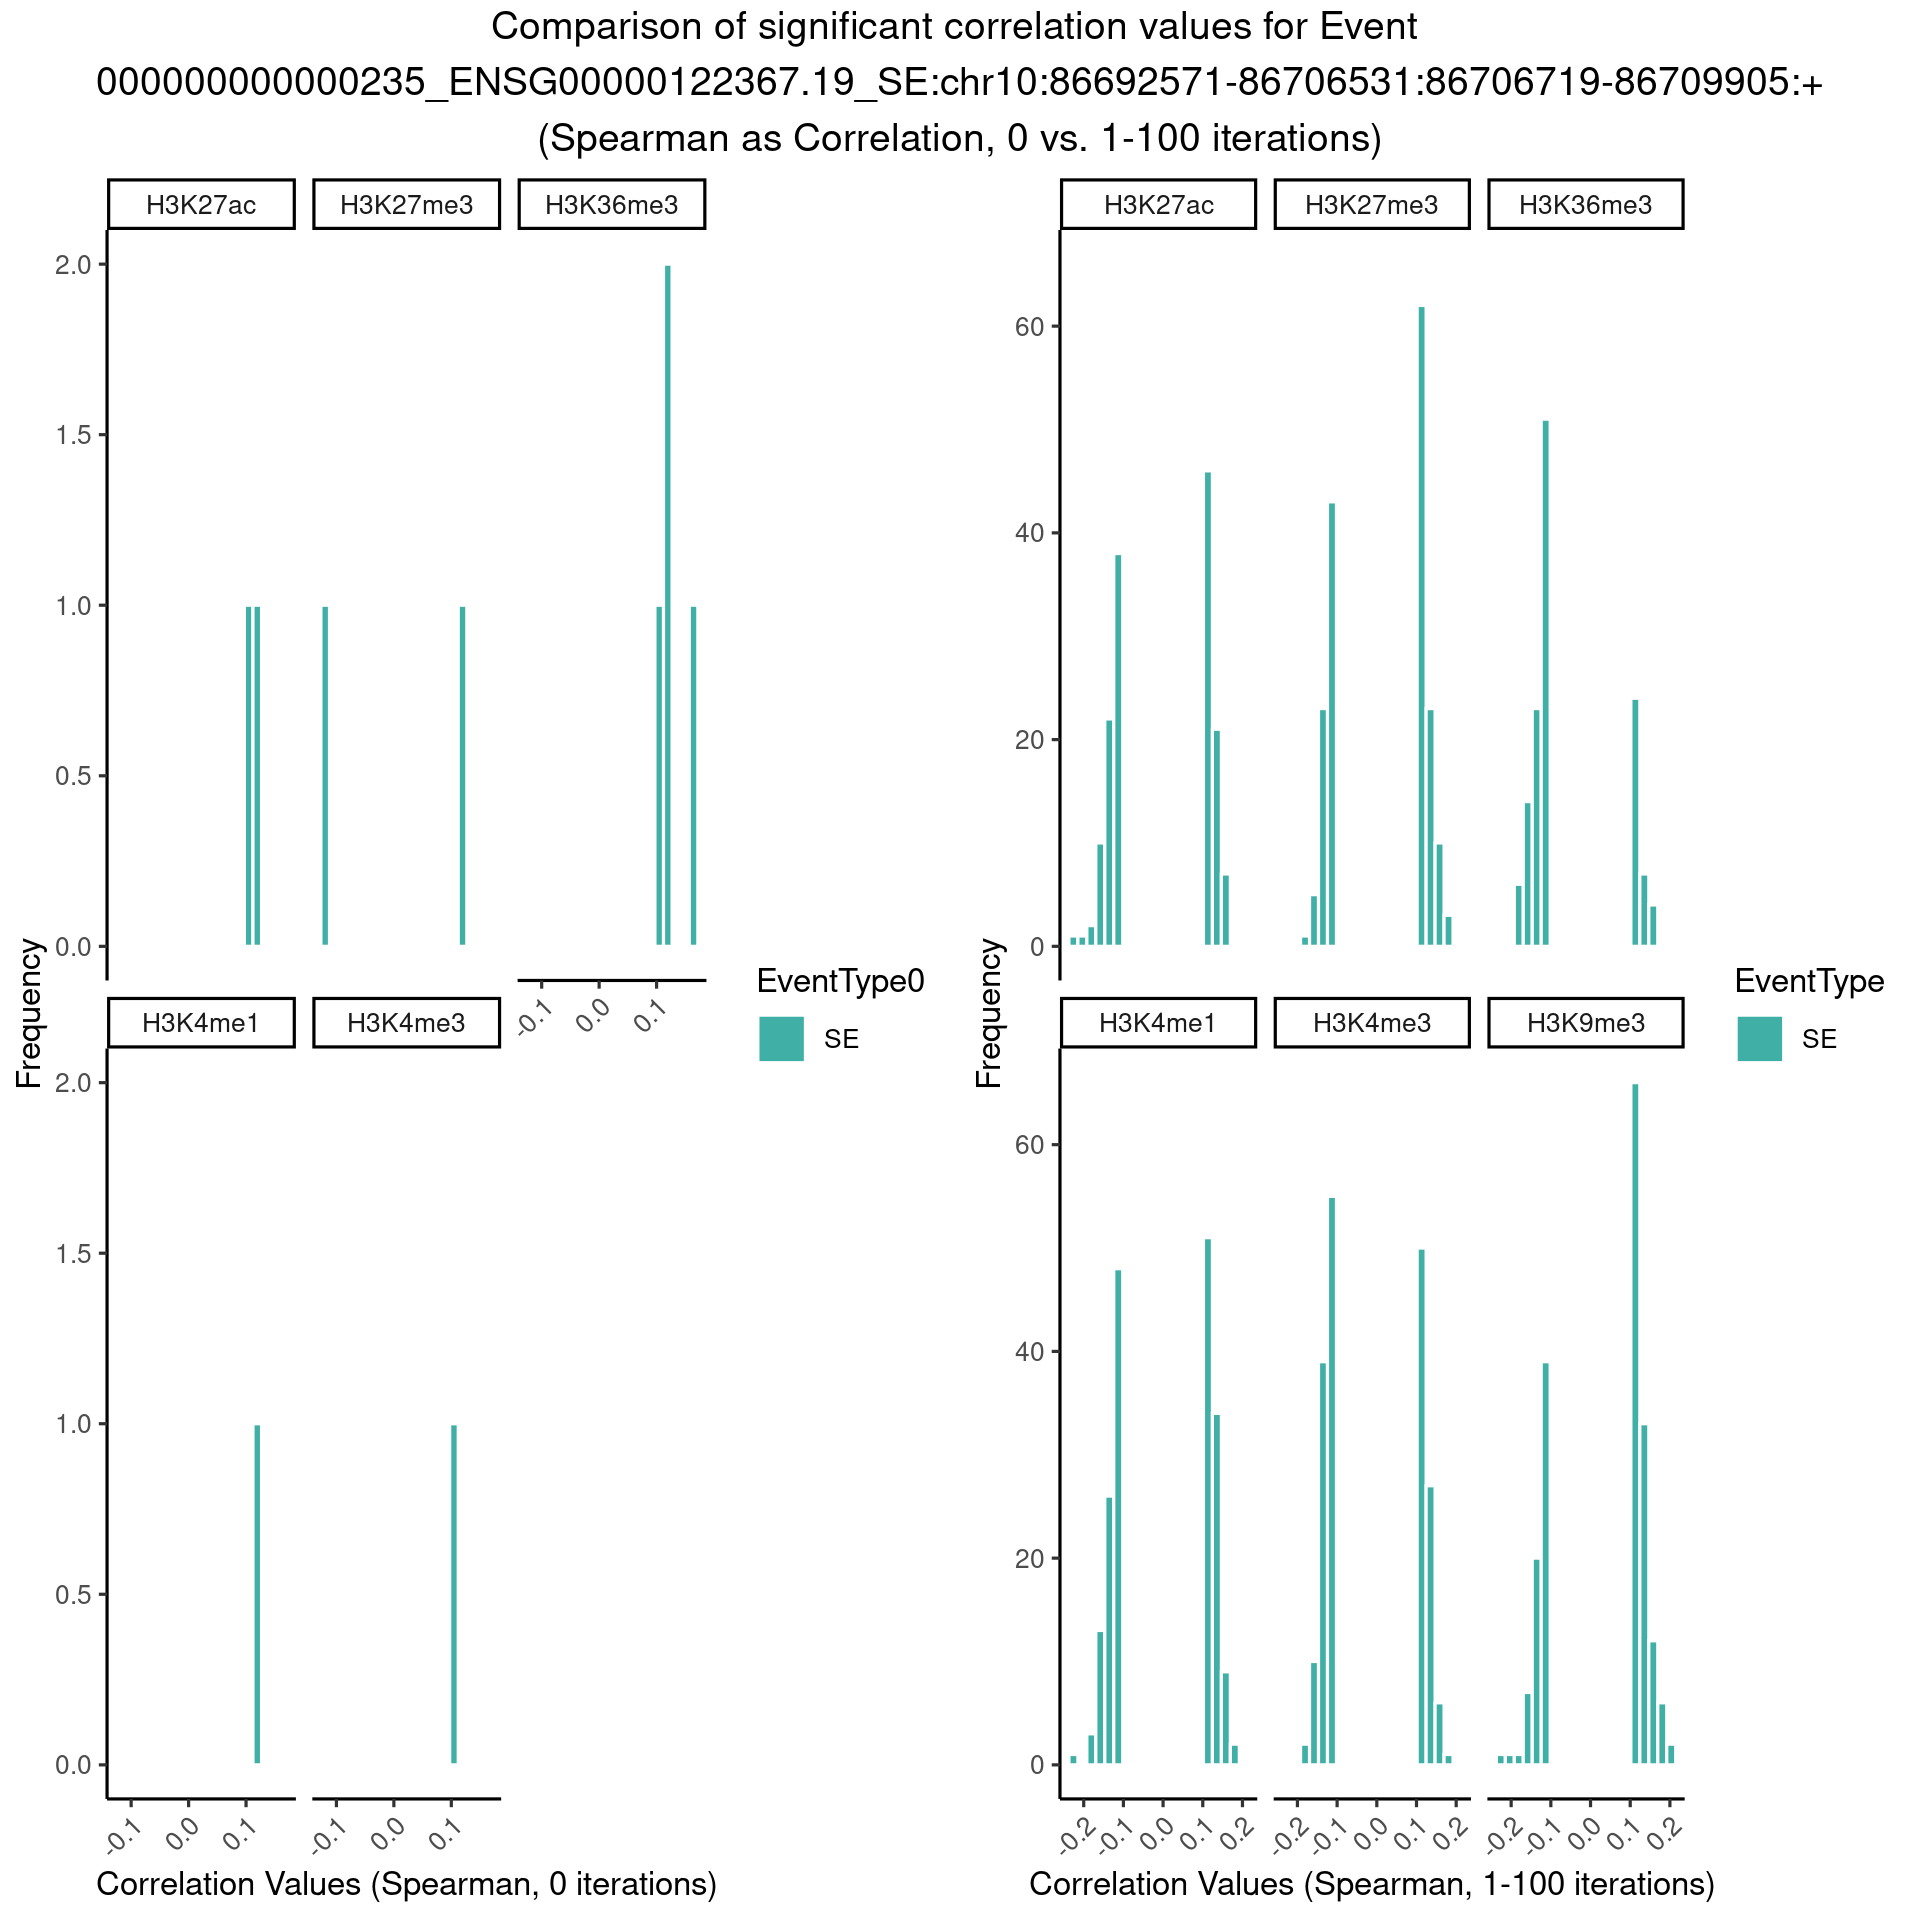 Comparison of significant correlation values for Event
000000000000235_ENSG00000122367.19_SE:chr10:86692571-86706531:86706719-86709905:+
(Spearman as Correlation, 0 vs. 1-100 iterations)
H3K27ac
H3K27me3
H3K36me3
2.0
1.5
1.0
0.5
0.0
-0.1
0.0
0.1
H3K4me1
H3K4me3
2.0
1.5
1.0
0.5
0.0
-0.1
0.0
0.1
-0.1
0.0
0.1
Frequency
Correlation Values (Spearman, 0 iterations)
EventType0
SE
H3K27ac
H3K27me3
H3K36me3
60
40
20
0
H3K4me1
H3K4me3
H3K9me3
60
40
20
0
-0.2
-0.1
0.0
0.1
0.2
-0.2
-0.1
0.0
0.1
0.2
-0.2
-0.1
0.0
0.1
0.2
Frequency
Correlation Values (Spearman, 1-100 iterations)
EventType
SE